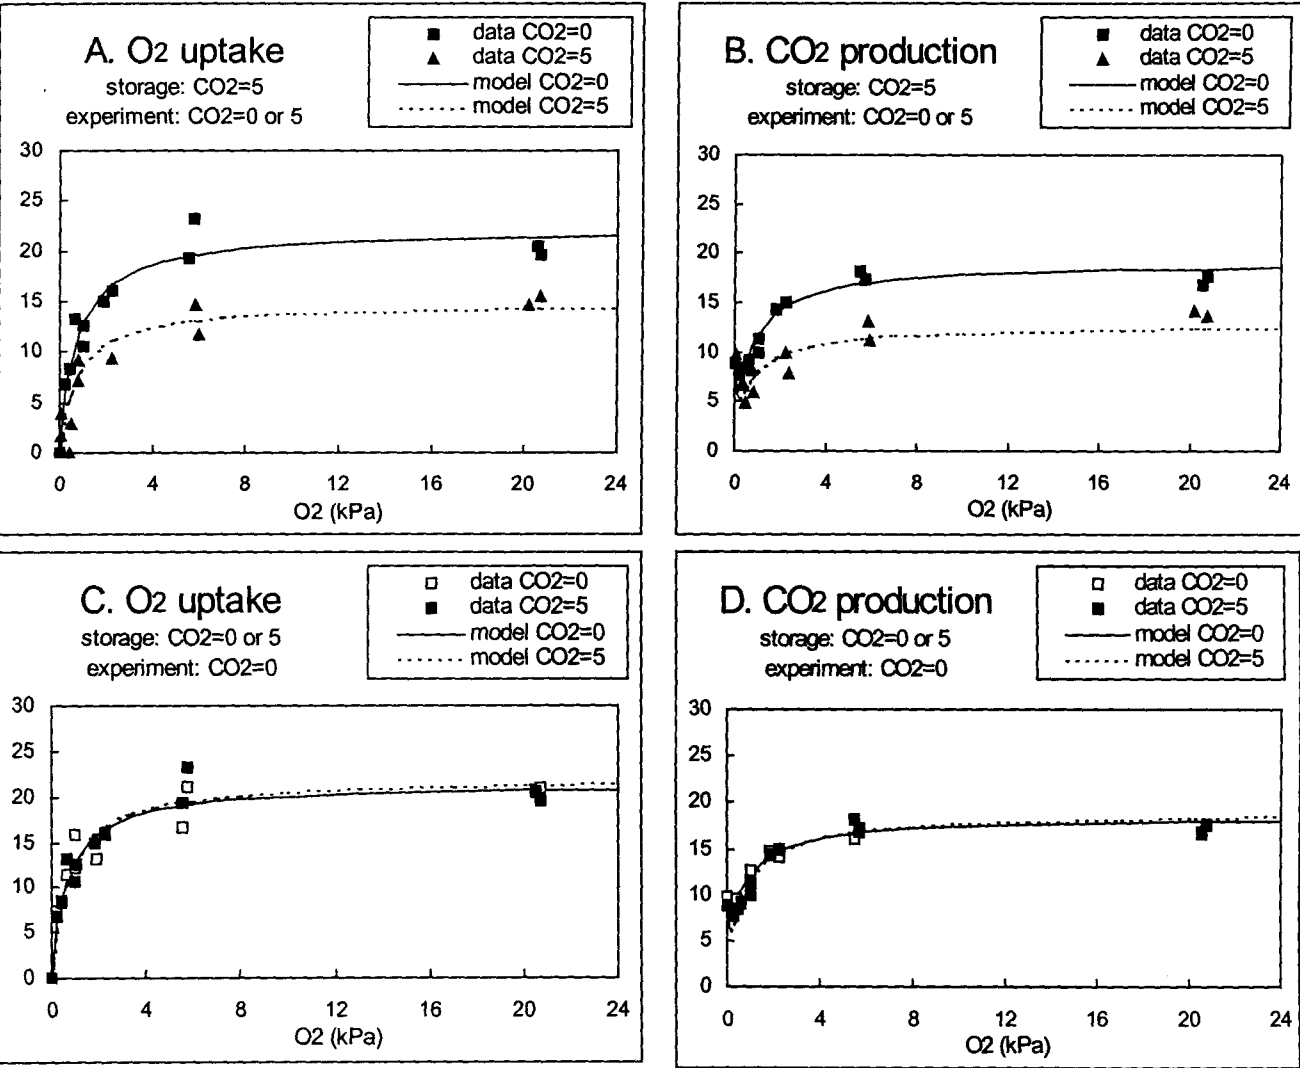 A. O2 uptake
storage: CO2=5
experiment: CO2=0 or 5
data CO2=0
data CO2=5
model CO2=0
model CO2=5
30
25
20
15
10
5
0
0 4 8 12 16 20 24
O2 (kPa)
B. CO2 production
storage: CO2=5
experiment: CO2=0 or 5
data CO2=0
data CO2=5
model CO2=0
model CO2=5
30
25
20
15
10
5
0
0 4 8 12 16 20 24
O2 (kPa)
C. O2 uptake
storage: CO2=0 or 5
experiment: CO2=0
data CO2=0
data CO2=5
model CO2=0
model CO2=5
30
25
20
15
10
5
0
0 4 8 12 16 20 24
O2 (kPa)
D. CO2 production
storage: CO2=0 or 5
experiment: CO2=0
data CO2=0
data CO2=5
model CO2=0
model CO2=5
30
25
20
15
10
5
0
0 4 8 12 16 20 24
O2 (kPa)